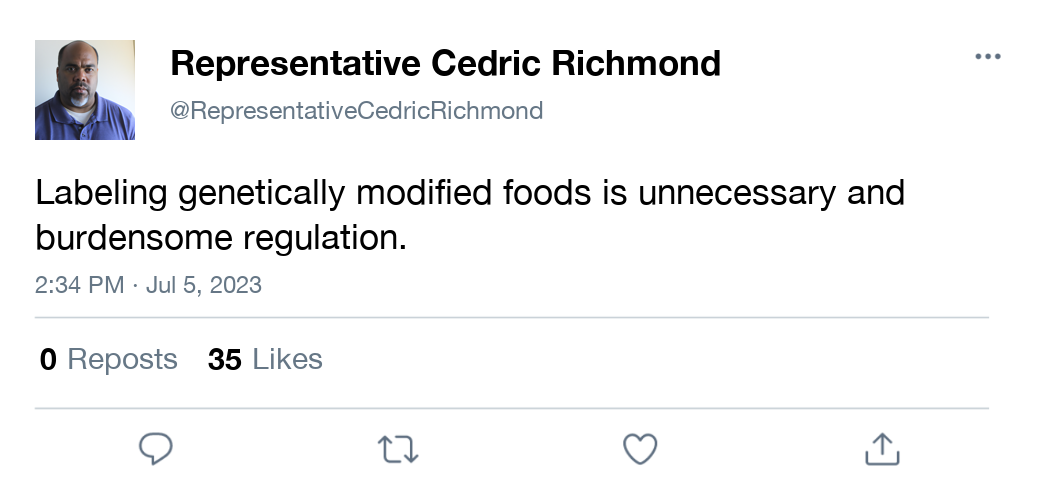 Representative Cedric Richmond
@RepresentativeCedricRichmond
Labeling genetically modified foods is unnecessary and
burdensome regulation.
2:34 PM · Jul 5, 2023
0 Reposts 35 Likes